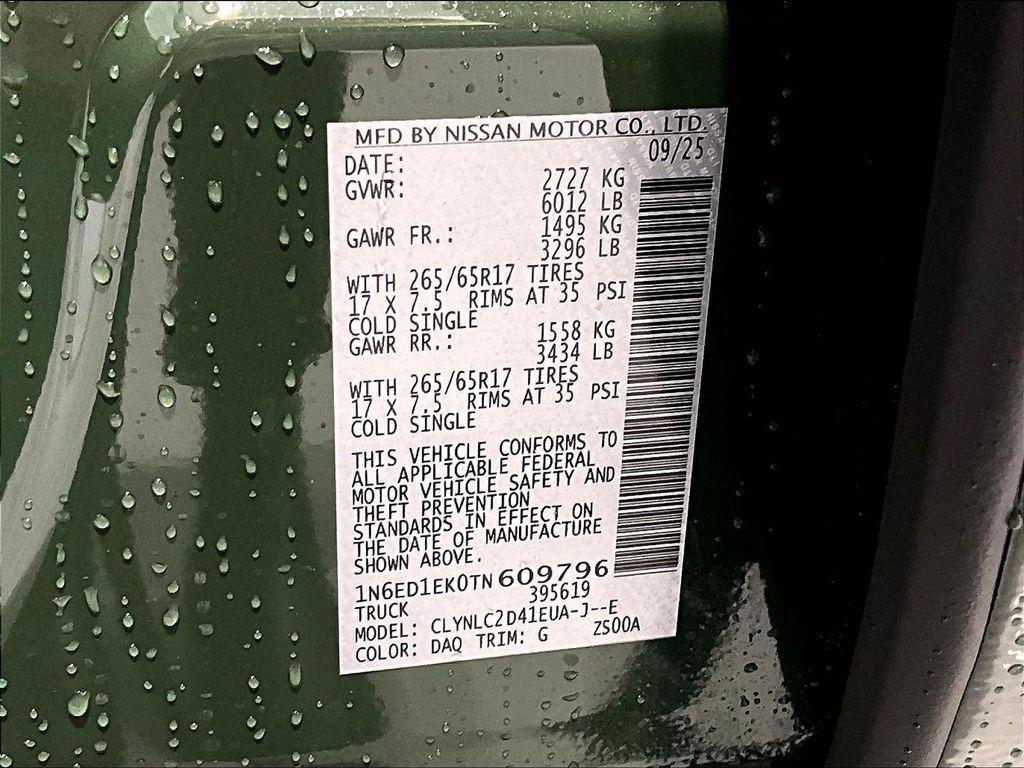 MFD BY NISSAN MOTOR CO., LTD.
DATE: 09/25
GVWR: 2727 KG
6012 LB
GAWR FR.: 1495 KG
3296 LB
WITH 265/65R17 TIRES
17 X 7.5 RIMS AT 35 PSI
COLD SINGLE
GAWR RR.: 1558 KG
3434 LB
WITH 265/65R17 TIRES
17 X 7.5 RIMS AT 35 PSI
COLD SINGLE
THIS VEHICLE CONFORMS TO
ALL APPLICABLE FEDERAL
MOTOR VEHICLE SAFETY AND
THEFT PREVENTION
STANDARDS IN EFFECT ON
THE DATE OF MANUFACTURE
SHOWN ABOVE.
1N6ED1EK0TN609796
TRUCK 395619
MODEL: CLYNLC2D41EUA-J--E
COLOR: DAQ TRIM: G ZS00A